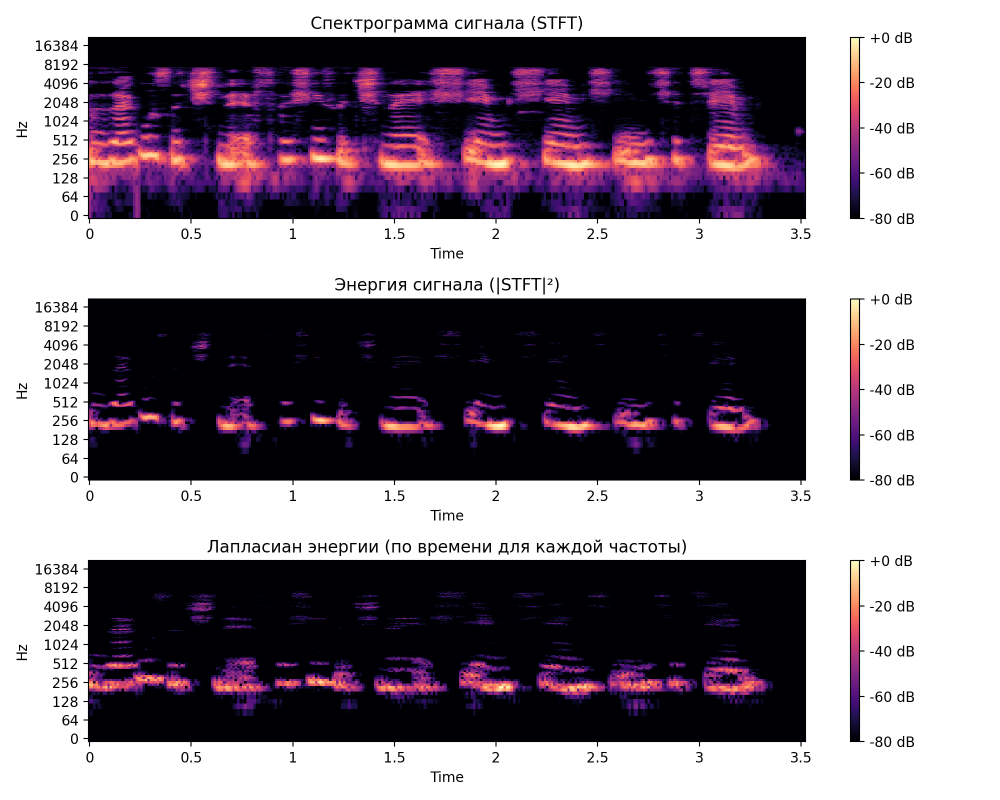 Спектрограмма сигнала (STFT)
16384
8192
4096
2048
1024
512
256
128
64
0
Hz
0 0.5 1 1.5 2 2.5 3 3.5
Time
+0 dB
-20 dB
-40 dB
-60 dB
-80 dB
Энергия сигнала (|STFT|²)
16384
8192
4096
2048
1024
512
256
128
64
0
Hz
0 0.5 1 1.5 2 2.5 3 3.5
Time
+0 dB
-20 dB
-40 dB
-60 dB
-80 dB
Лапласиан энергии (по времени для каждой частоты)
16384
8192
4096
2048
1024
512
256
128
64
0
Hz
0 0.5 1 1.5 2 2.5 3 3.5
Time
+0 dB
-20 dB
-40 dB
-60 dB
-80 dB